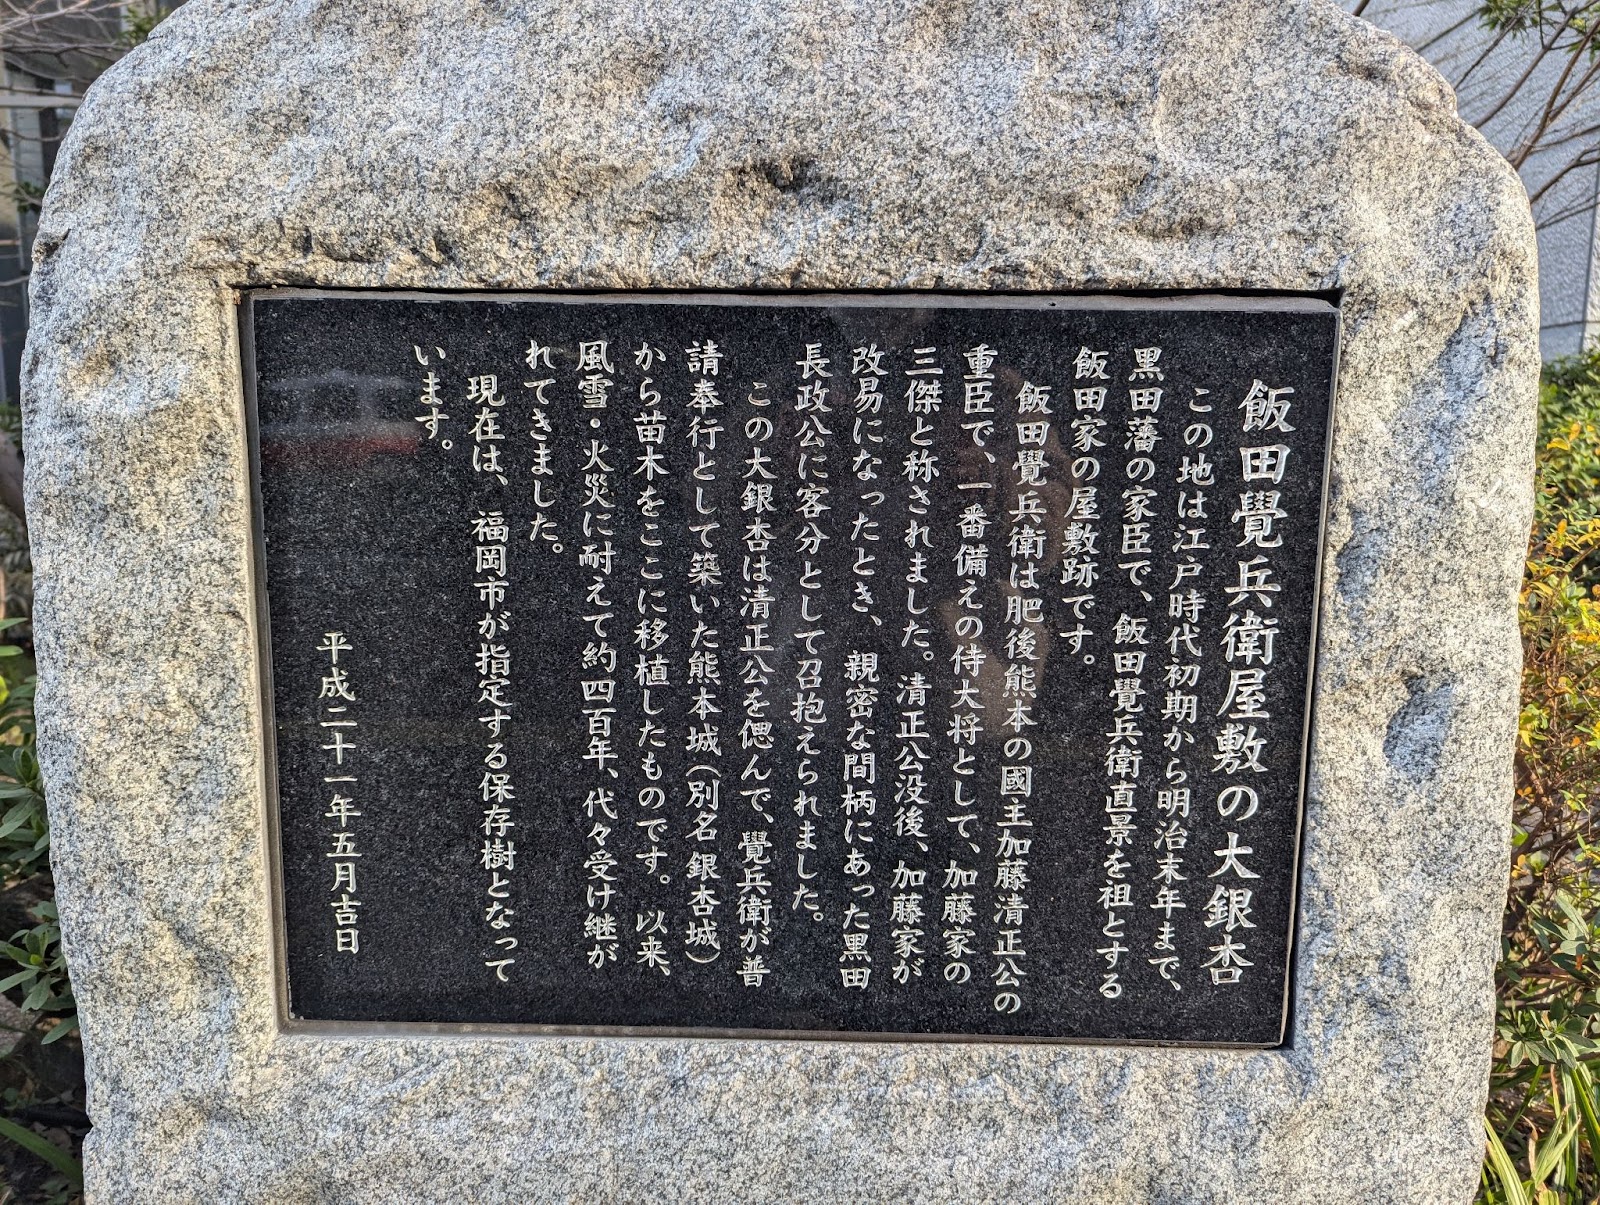 飯田覺兵衛屋敷の大銀杏
この地は江戸時代初期から明治末年まで、
黒田藩の家臣で、飯田覺兵衛直景を祖とする
飯田家の屋敷跡です。
飯田覺兵衛は肥後熊本の國主加藤清正公の
重臣で、一番備えの侍大将として、加藤家の
三傑と称されました。清正公没後、加藤家が
改易になったとき、親密な間柄にあった黒田
長政公に客分として召抱えられました。
この大銀杏は清正公を偲んで、覺兵衛が普
請奉行として築いた熊本城(別名銀杏城)
から苗木をここに移植したものです。以来、
風雪・火災に耐えて約四百年、代々受け継が
れてきました。
現在は、福岡市が指定する保存樹となって
います。
平成二十一年五月吉日